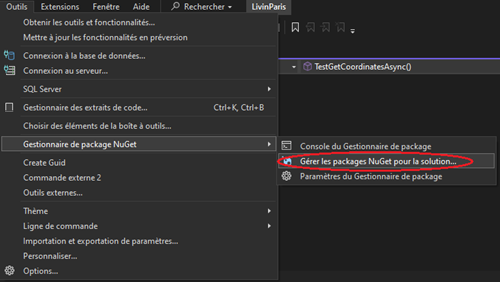 Outils Extensions Fenêtre Aide Rechercher LivinParis
Obtenir les outils et fonctionnalités...
Mettre à jour les fonctionnalités en préversion
TestGetCoordinatesAsync()
Connexion à la base de données...
Connexion au serveur...
SQL Server
Gestionnaire des extraits de code... Ctrl+K, Ctrl+B
Choisir des éléments de la boîte à outils...
Gestionnaire de package NuGet
Console du Gestionnaire de package
Gérer les packages NuGet pour la solution...
Paramètres du Gestionnaire de package
Create Guid
Commande externe 2
Outils externes...
Thème
Ligne de commande
Importation et exportation de paramètres...
Personnaliser...
Options...